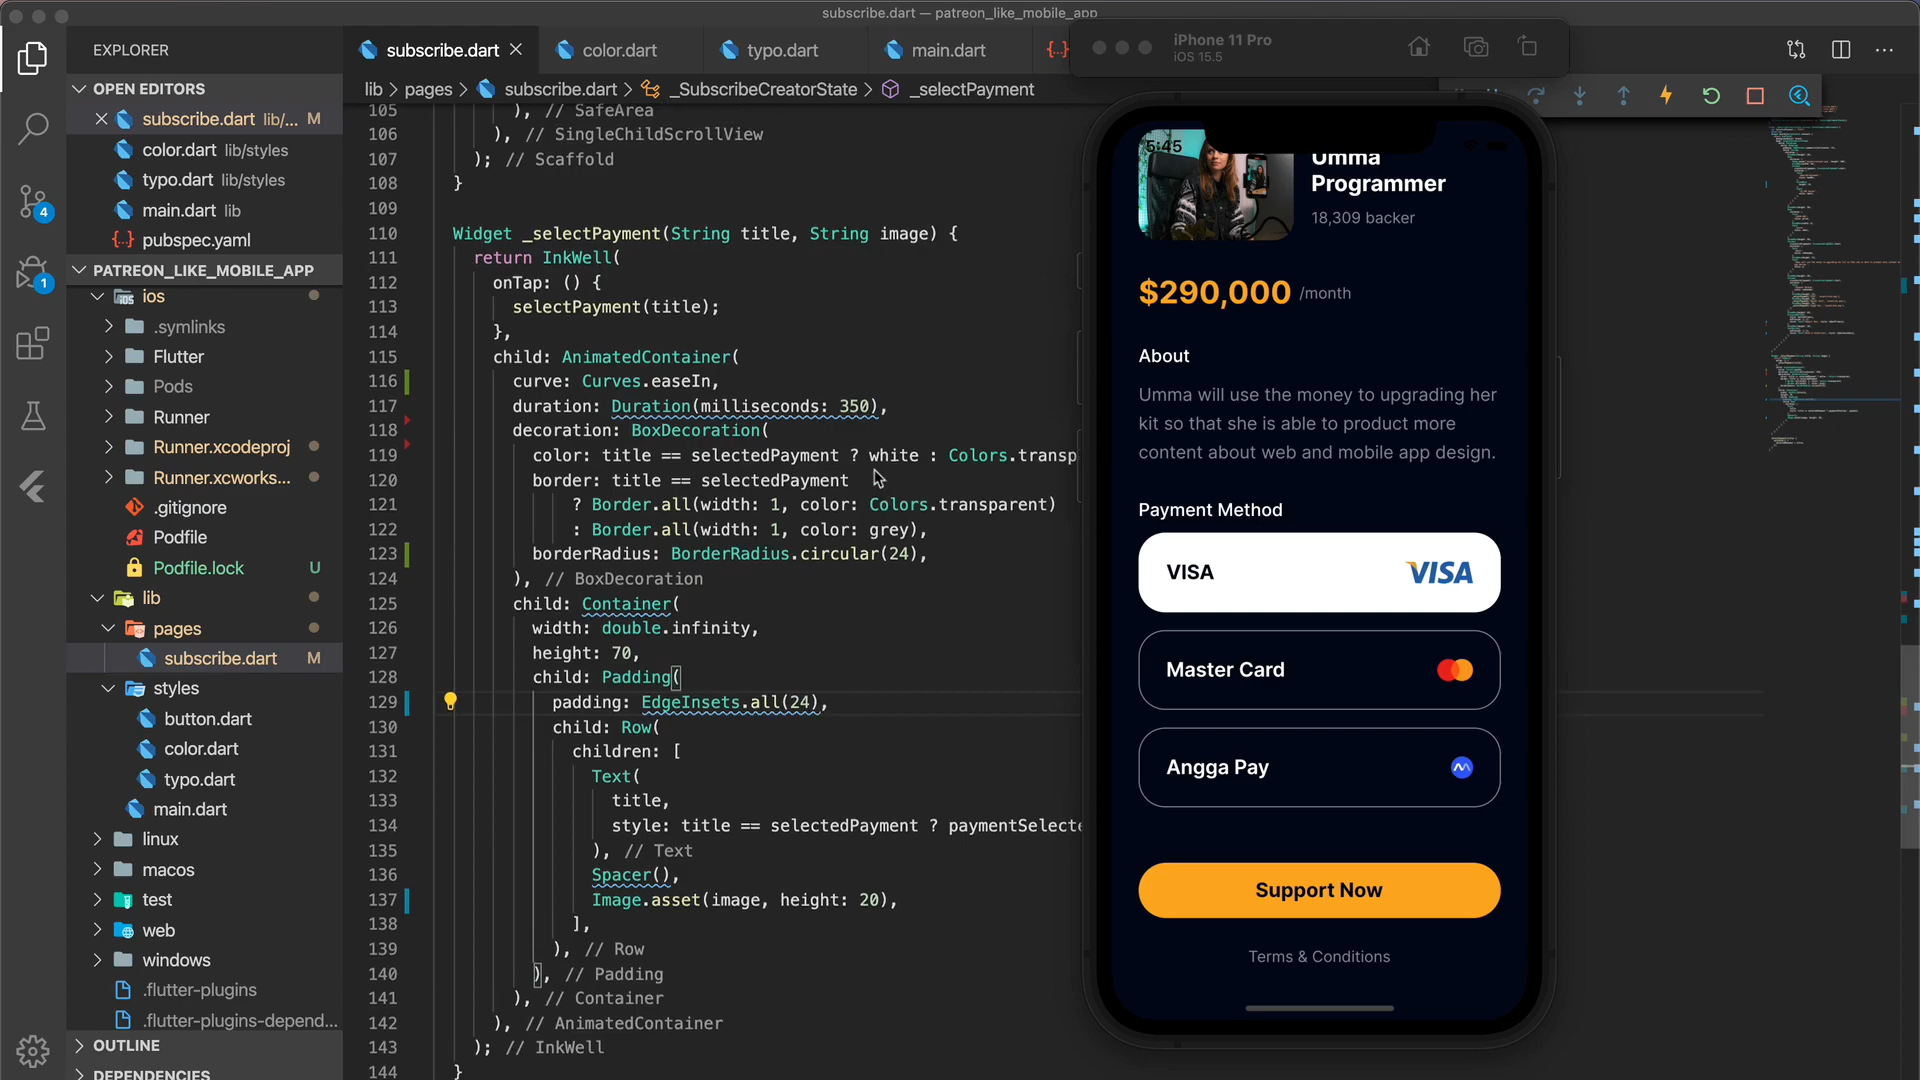 subscribe.dart — patreon_like_mobile_app
EXPLORER
OPEN EDITORS
subscribe.dart lib/... M
color.dart lib/styles
typo.dart lib/styles
main.dart lib
pubspec.yaml
PATREON_LIKE_MOBILE_APP
ios
.symlinks
Flutter
Pods
Runner
Runner.xcodeproj
Runner.xcworks...
.gitignore
Podfile
Podfile.lock U
lib
pages
subscribe.dart M
styles
button.dart
color.dart
typo.dart
main.dart
linux
macos
test
web
windows
.flutter-plugins
.flutter-plugins-depend...
OUTLINE
DEPENDENCIES
4
1
subscribe.dart
color.dart
typo.dart
main.dart
lib > pages > subscribe.dart > _SubscribeCreatorState > _selectPayment
105 ), // SafeArea
106 ), // SingleChildScrollView
107 ); // Scaffold
108 }
109
110 Widget _selectPayment(String title, String image) {
111 return InkWell(
112 onTap: () {
113 selectPayment(title);
114 },
115 child: AnimatedContainer(
116 curve: Curves.easeIn,
117 duration: Duration(milliseconds: 350),
118 decoration: BoxDecoration(
119 color: title == selectedPayment ? white : Colors.transp
120 border: title == selectedPayment
121 ? Border.all(width: 1, color: Colors.transparent)
122 : Border.all(width: 1, color: grey),
123 borderRadius: BorderRadius.circular(24),
124 ), // BoxDecoration
125 child: Container(
126 width: double.infinity,
127 height: 70,
128 child: Padding(
129 padding: EdgeInsets.all(24),
130 child: Row(
131 children: [
132 Text(
133 title,
134 style: title == selectedPayment ? paymentSelecte
135 ), // Text
136 Spacer(),
137 Image.asset(image, height: 20),
138 ],
139 ), // Row
140 ), // Padding
141 ), // Container
142 ), // AnimatedContainer
143 ); // InkWell
144 }
iPhone 11 Pro
iOS 15.5
5:45
Umma
Programmer
18,309 backer
$290,000 /month
About
Umma will use the money to upgrading her
kit so that she is able to product more
content about web and mobile app design.
Payment Method
VISA VISA
Master Card
Angga Pay
Support Now
Terms & Conditions